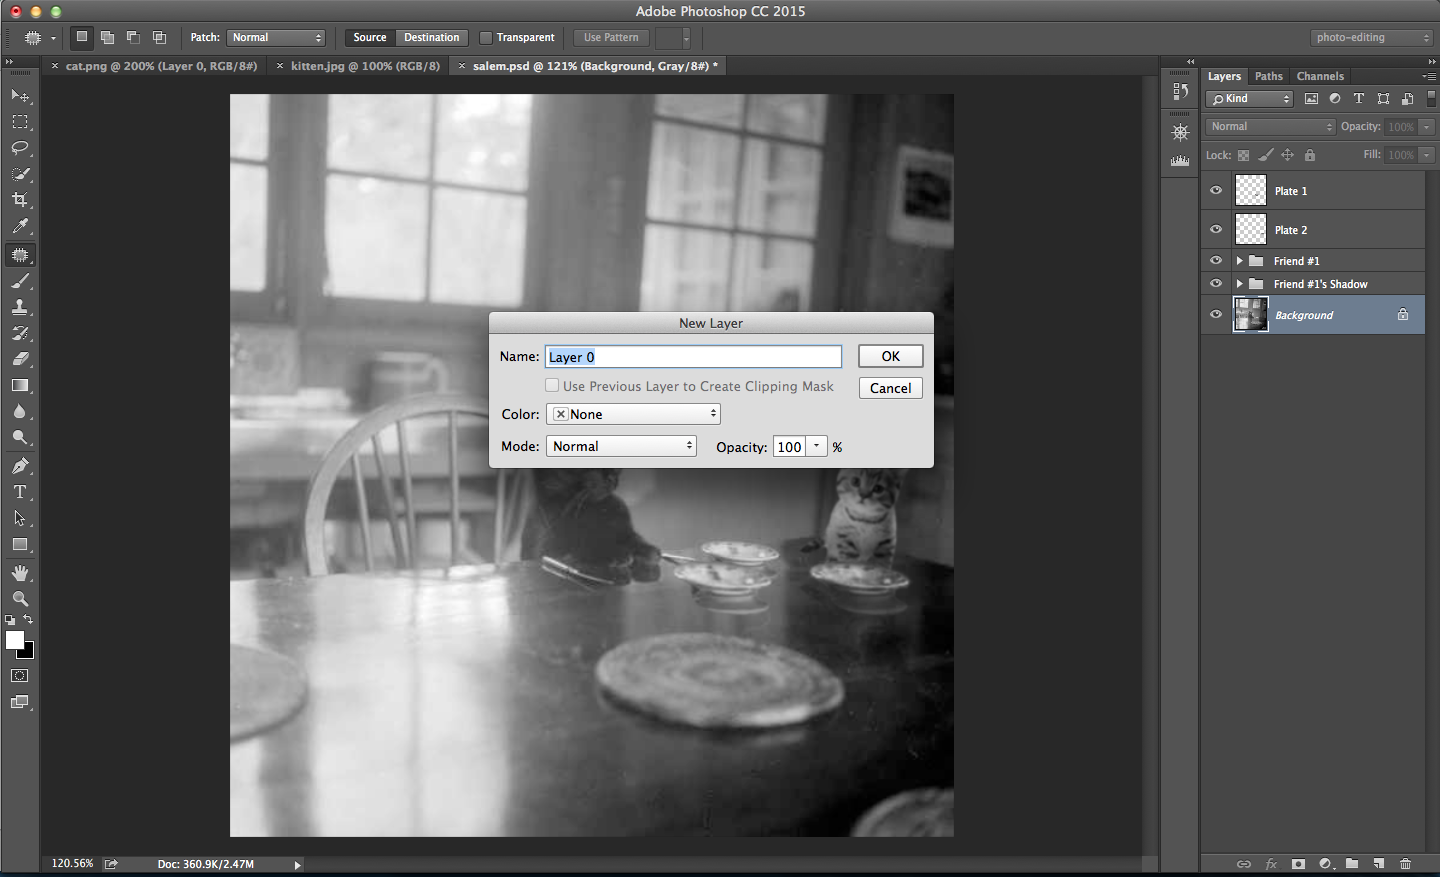 Adobe Photoshop CC 2015
Patch: Normal Source Destination Transparent Use Pattern photo-editing
cat.png @ 200% (Layer 0, RGB/8#) kitten.jpg @ 100% (RGB/8) salem.psd @ 121% (Background, Gray/8#) *
Layers Paths Channels
Kind
Normal Opacity: 100%
Lock: Fill: 100%
Plate 1
Plate 2
Friend #1
Friend #1's Shadow
Background
New Layer
Name: Layer 0 OK
Use Previous Layer to Create Clipping Mask Cancel
Color: None
Mode: Normal Opacity: 100 %
120.56% Doc: 360.9K/2.47M